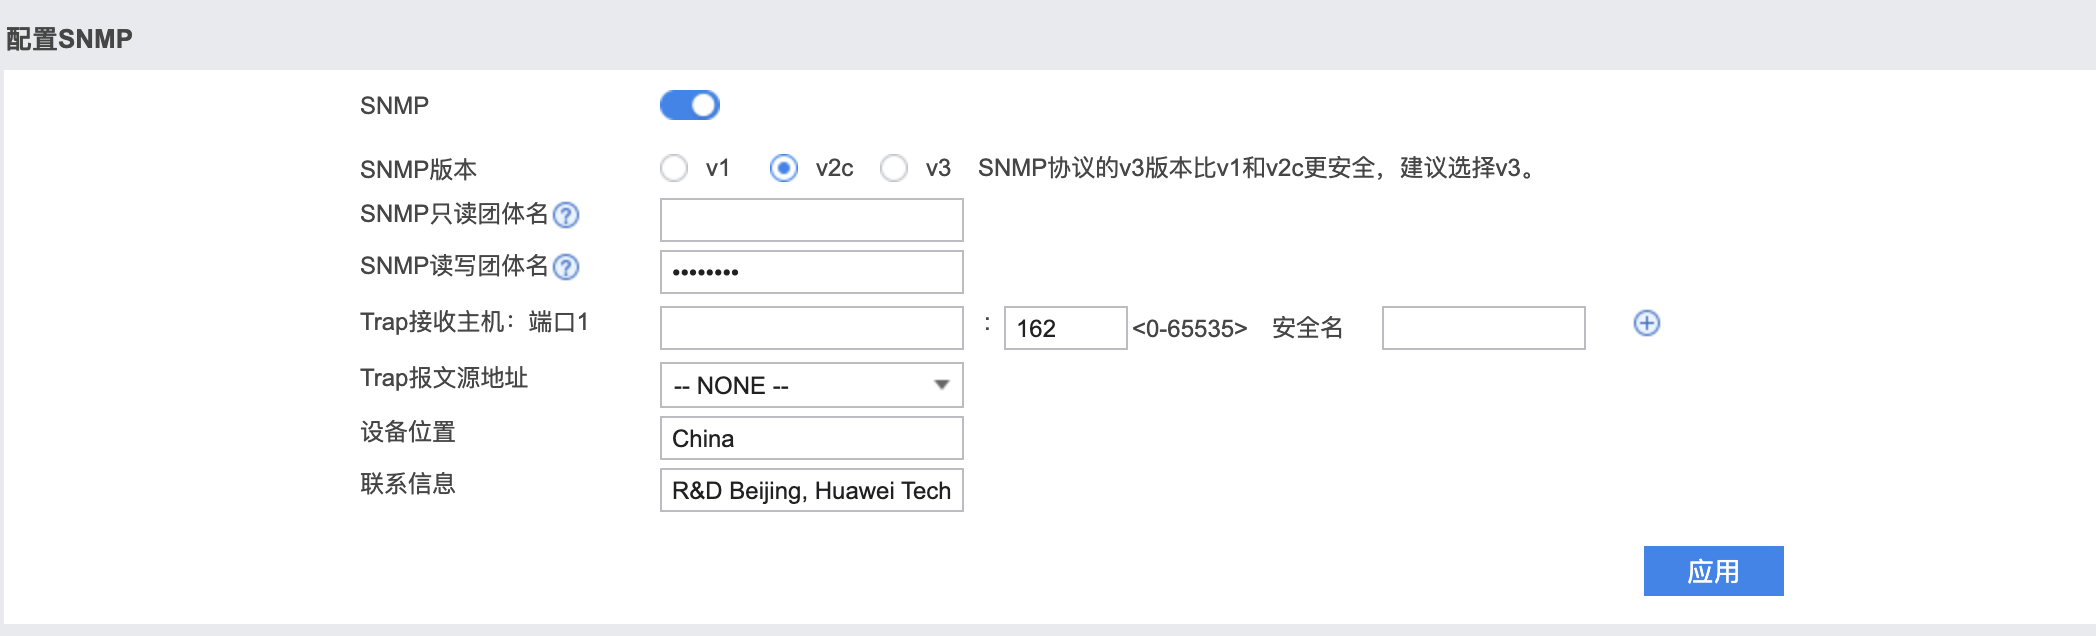 配置SNMP
SNMP
SNMP版本 v1 v2c v3 SNMP协议的v3版本比v1和v2c更安全，建议选择v3。
SNMP只读团体名?
SNMP读写团体名? ••••••••
Trap接收主机：端口1 : 162 <0-65535> 安全名
Trap报文源地址 -- NONE --
设备位置 China
联系信息 R&D Beijing, Huawei Tech
应用